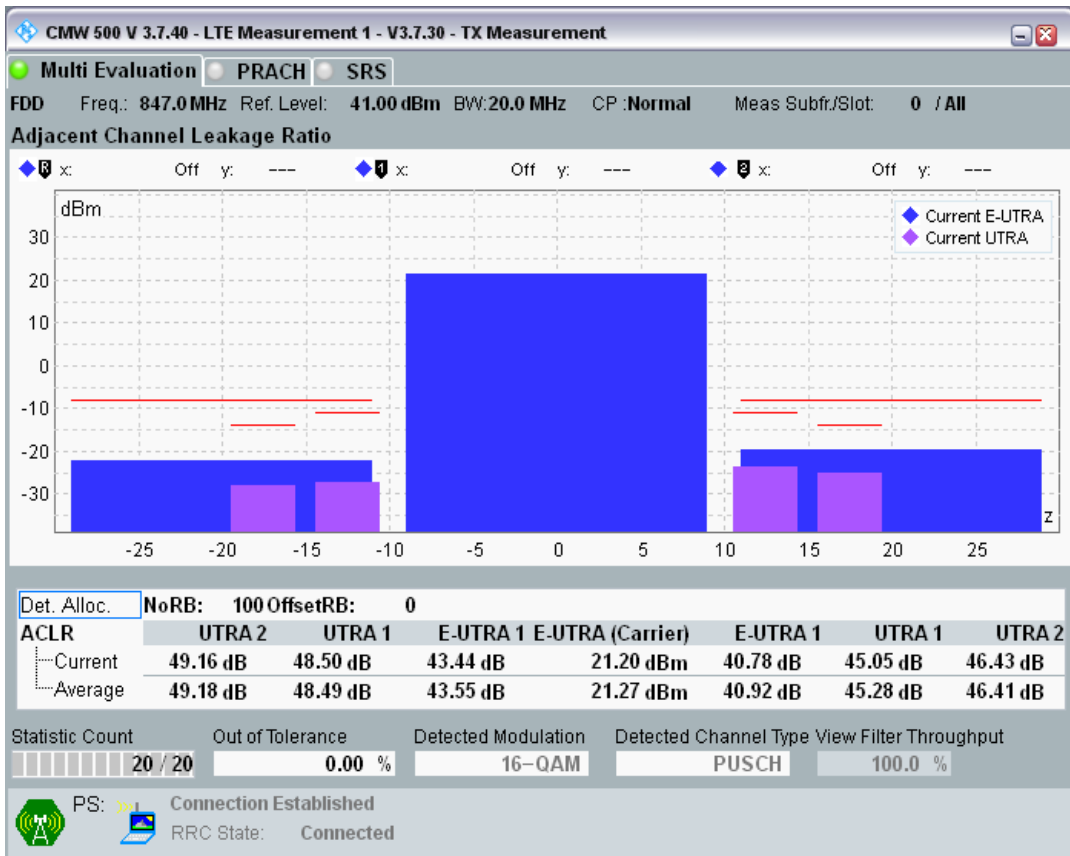 CMW 500 V 3.7.40 - LTE Measurement 1 - V3.7.30 - TX Measurement
Multi Evaluation PRACH SRS
FDD Freq.: 847.0 MHz Ref. Level: 41.00 dBm BW:20.0 MHz CP :Normal Meas Subfr./Slot: 0 / All
Adjacent Channel Leakage Ratio
R x: Off y: --- 1 x: Off y: --- 2 x: Off y: ---
dBm
Current E-UTRA
Current UTRA
30
20
10
0
-10
-20
-30
z
-25 -20 -15 -10 -5 0 5 10 15 20 25
Det. Alloc. NoRB: 100 OffsetRB: 0
ACLR UTRA 2 UTRA 1 E-UTRA 1 E-UTRA (Carrier) E-UTRA 1 UTRA 1 UTRA 2
Current 49.16 dB 48.50 dB 43.44 dB 21.20 dBm 40.78 dB 45.05 dB 46.43 dB
Average 49.18 dB 48.49 dB 43.55 dB 21.27 dBm 40.92 dB 45.28 dB 46.41 dB
Statistic Count Out of Tolerance Detected Modulation Detected Channel Type View Filter Throughput
20 / 20 0.00 % 16-QAM PUSCH 100.0 %
PS: Connection Established
RRC State: Connected